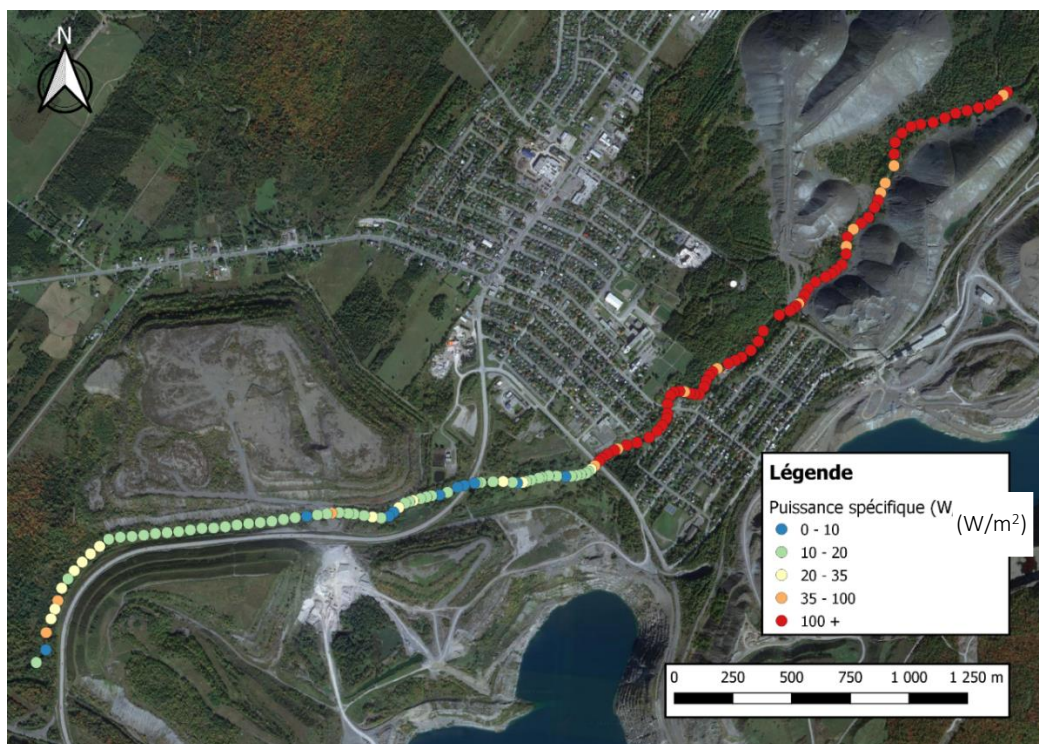 N
Légende
Puissance spécifique (W
(W/m²)
0 - 10
10 - 20
20 - 35
35 - 100
100 +
0 250 500 750 1 000 1 250 m